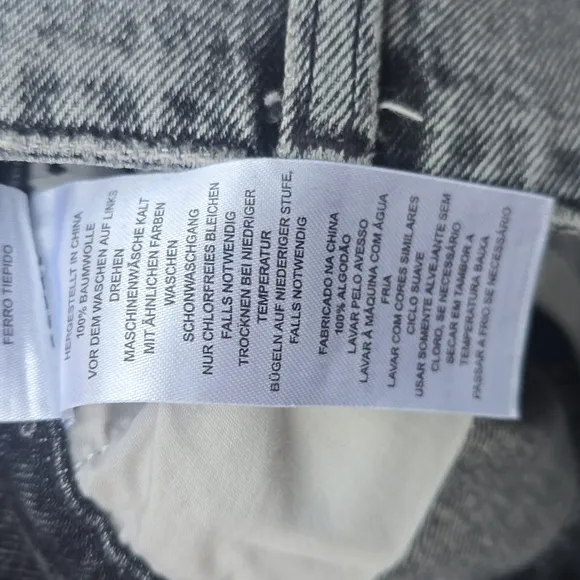 FERRO TIEPIDO
HERGESTELLT IN CHINA
100% BAUMWOLLE
VOR DEM WASCHEN AUF LINKS
DREHEN
MASCHINENWÄSCHE KALT
MIT ÄHNLICHEN FARBEN
WASCHEN
SCHONWASCHGANG
NUR CHLORFREIES BLEICHEN
FALLS NOTWENDIG
TROCKNEN BEI NIEDRIGER
TEMPERATUR
BÜGELN AUF NIEDERIGER STUFE,
FALLS NOTWENDIG
FABRICADO NA CHINA
100% ALGODÃO
LAVAR PELO AVESSO
LAVAR À MÁQUINA COM ÁGUA
FRIA
LAVAR COM CORES SIMILARES
CICLO SUAVE
USAR SOMENTE ALVEJANTE SEM
CLORO, SE NECESSÁRIO
SECAR EM TAMBOR A
TEMPERATURA BAIXA
PASSAR A FRIO SE NECESSÁRIO